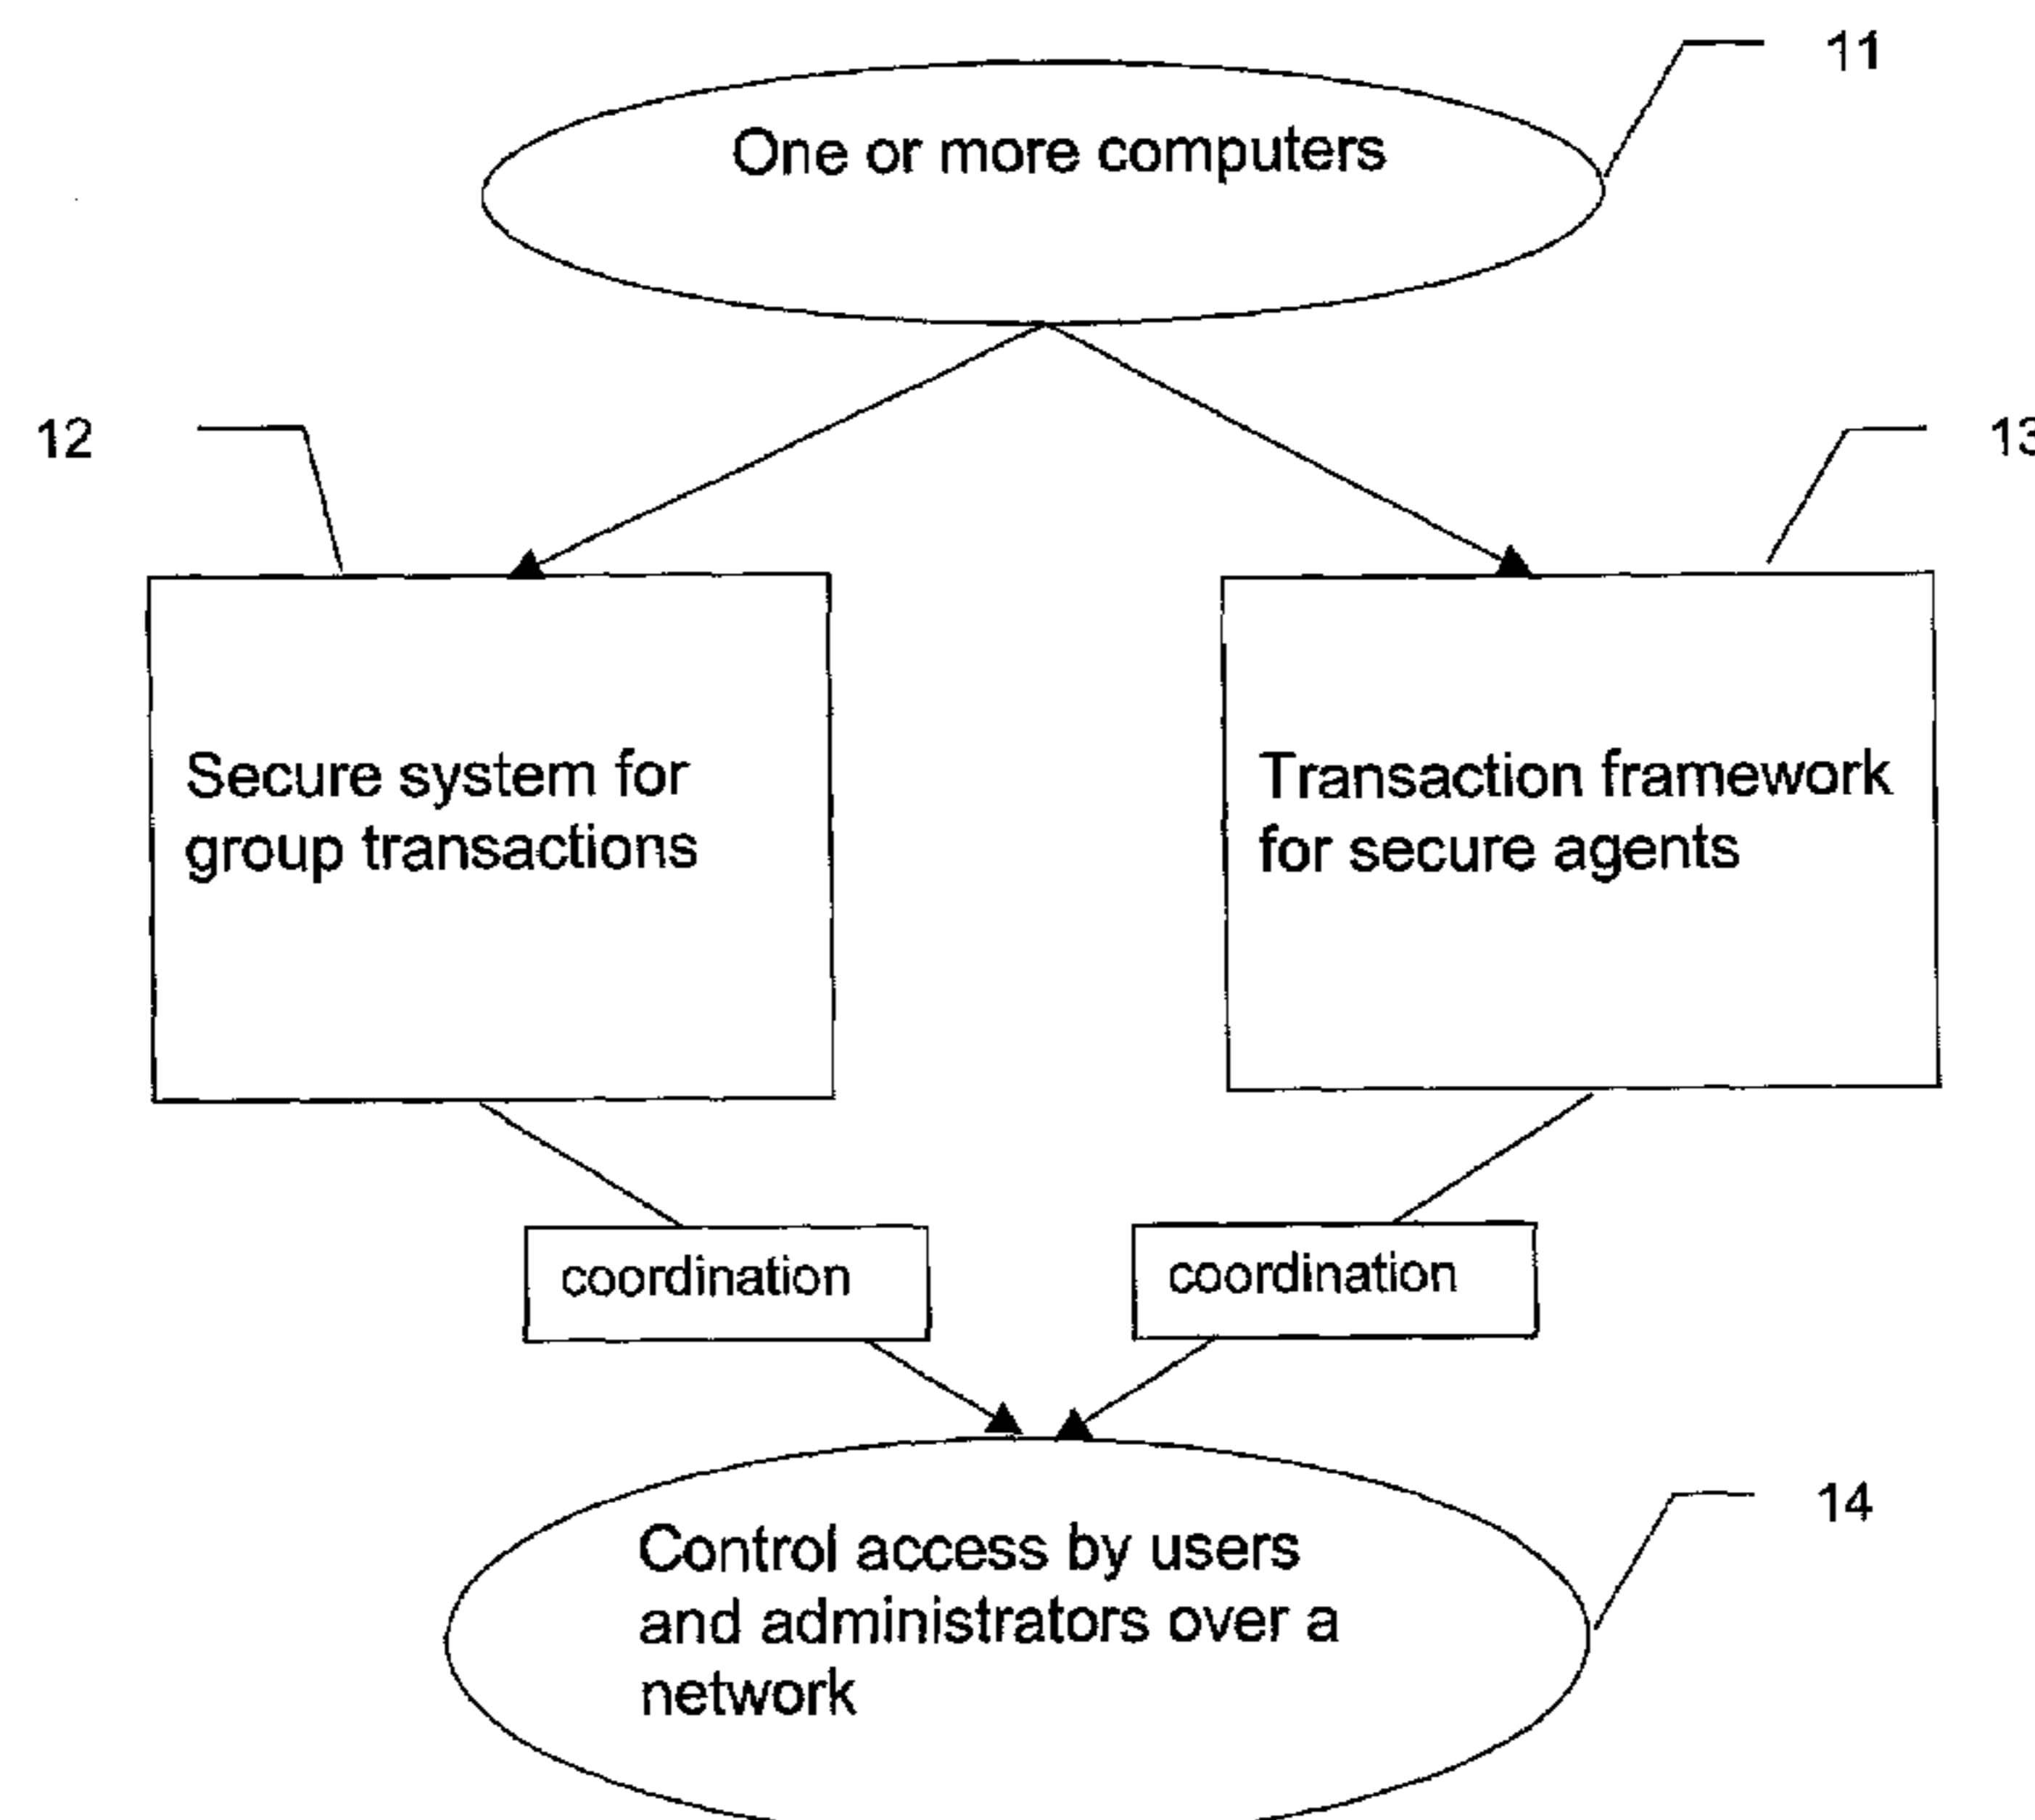 11
One or more computers
12
13
Secure system for
group transactions
Transaction framework
for secure agents
coordination
coordination
14
Control access by users
and administrators over a
network